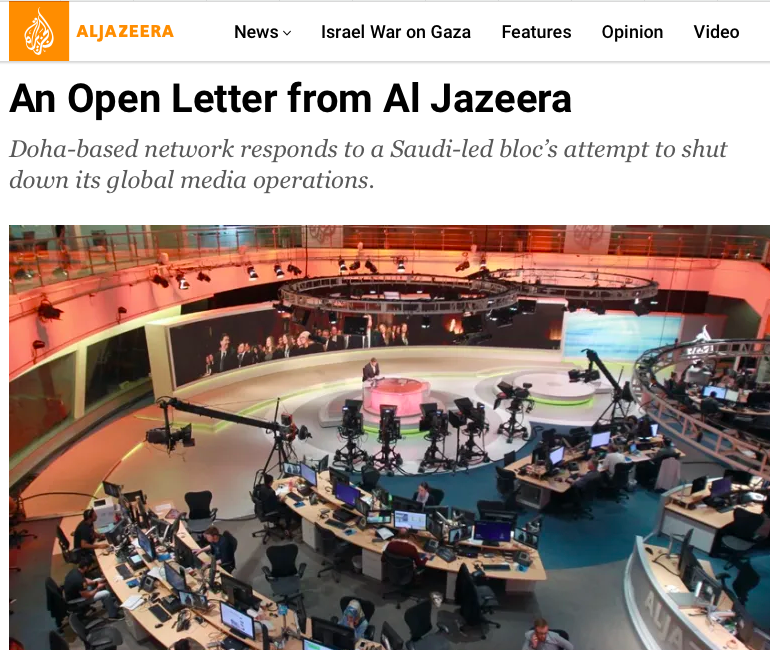 ALJAZEERA
News
Israel War on Gaza
Features
Opinion
Video
An Open Letter from Al Jazeera
Doha-based network responds to a Saudi-led bloc’s attempt to shut
down its global media operations.